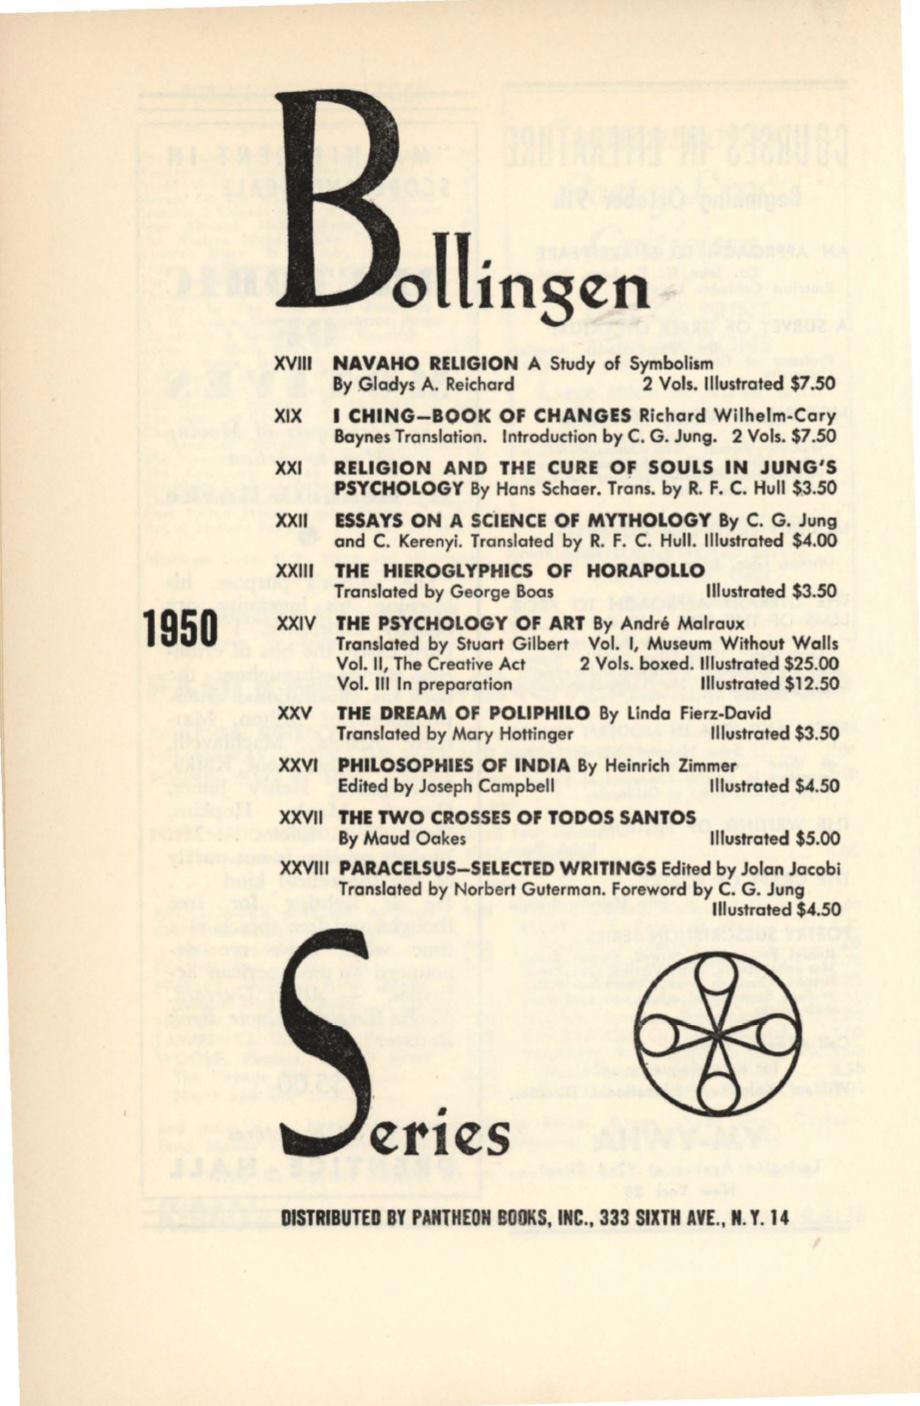 Bollingen
XVIII NAVAHO RELIGION A Study of Symbolism
By Gladys A. Reichard 2 Vols. Illustrated $7.50
XIX I CHING—BOOK OF CHANGES Richard Wilhelm-Cary
Baynes Translation. Introduction by C. G. Jung. 2 Vols. $7.50
XXI RELIGION AND THE CURE OF SOULS IN JUNG'S
PSYCHOLOGY By Hans Schaer. Trans. by R. F. C. Hull $3.50
XXII ESSAYS ON A SCIENCE OF MYTHOLOGY By C. G. Jung
and C. Kerenyi. Translated by R. F. C. Hull. Illustrated $4.00
XXIII THE HIEROGLYPHICS OF HORAPOLLO
Translated by George Boas Illustrated $3.50
1950
XXIV THE PSYCHOLOGY OF ART By André Malraux
Translated by Stuart Gilbert Vol. I, Museum Without Walls
Vol. II, The Creative Act 2 Vols. boxed. Illustrated $25.00
Vol. III In preparation Illustrated $12.50
XXV THE DREAM OF POLIPHILO By Linda Fierz-David
Translated by Mary Hottinger Illustrated $3.50
XXVI PHILOSOPHIES OF INDIA By Heinrich Zimmer
Edited by Joseph Campbell Illustrated $4.50
XXVII THE TWO CROSSES OF TODOS SANTOS
By Maud Oakes Illustrated $5.00
XXVIII PARACELSUS—SELECTED WRITINGS Edited by Jolan Jacobi
Translated by Norbert Guterman. Foreword by C. G. Jung
Illustrated $4.50
Series
DISTRIBUTED BY PANTHEON BOOKS, INC., 333 SIXTH AVE., N. Y. 14